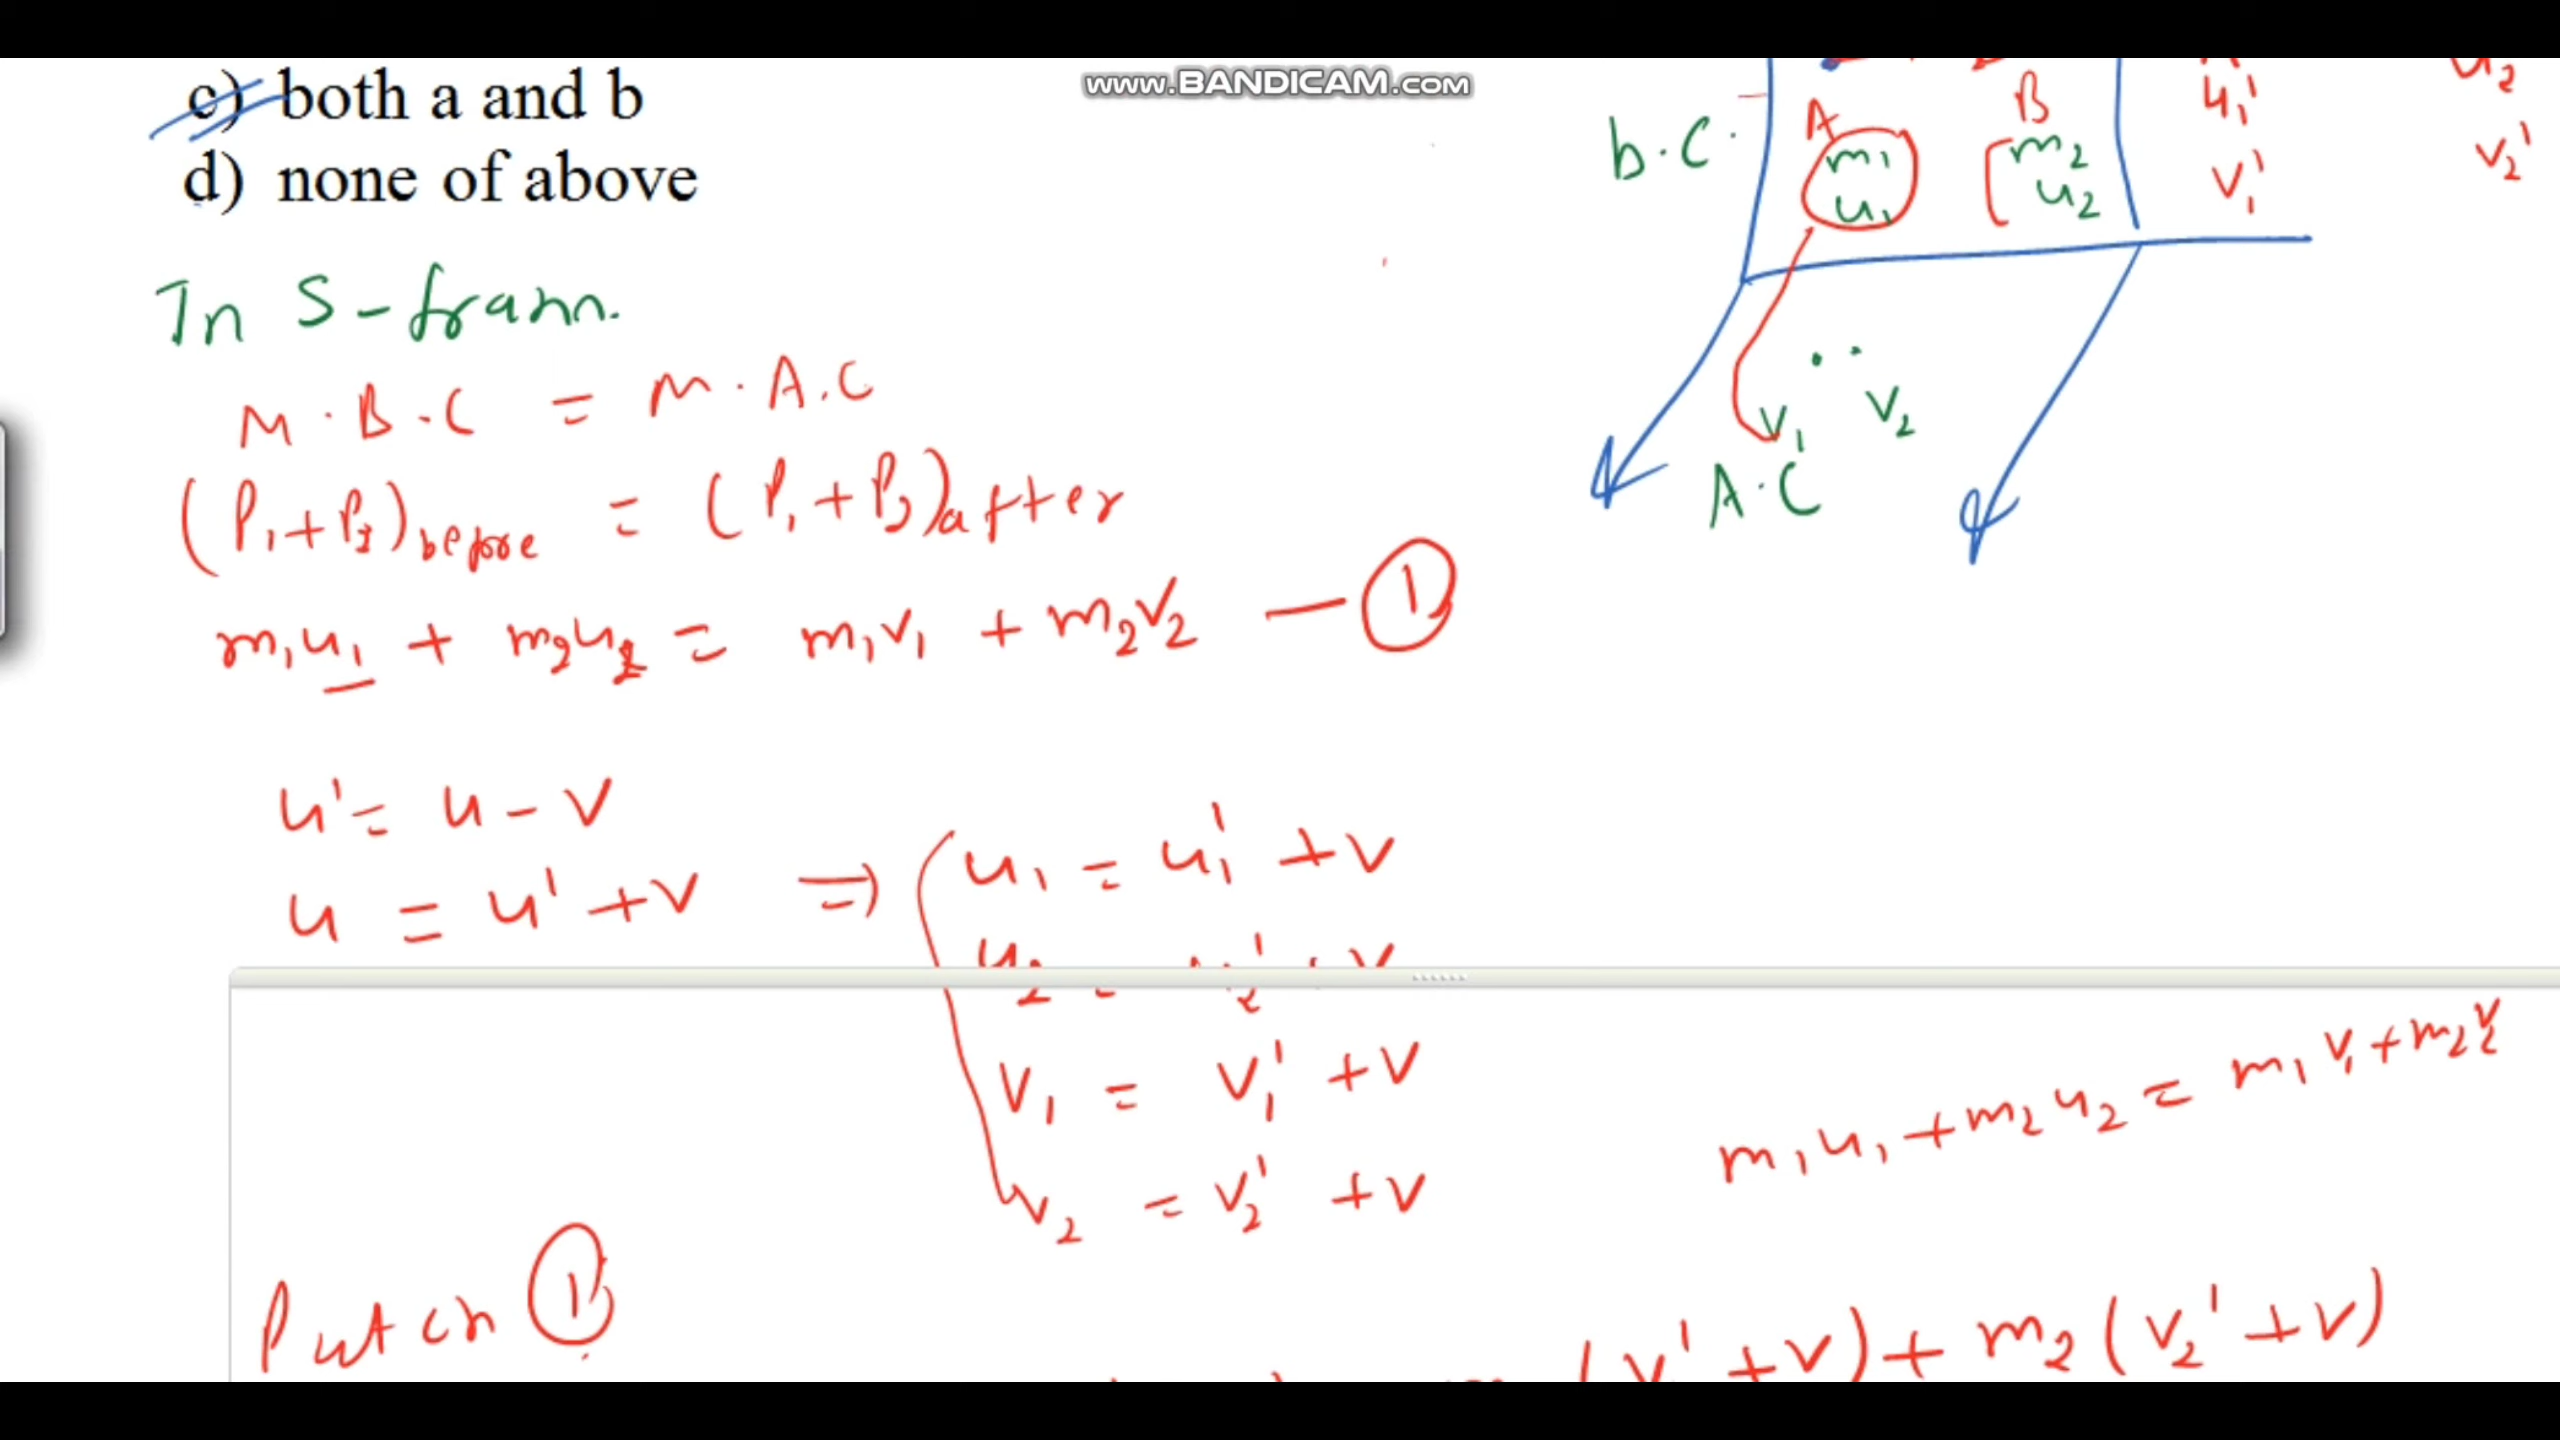 www.BANDICAM.com
c) both a and b
d) none of above
In S-fram.
M.B.C = M.A.C
(P₁+P₂)before = (P₁+P₂)after
m₁u₁ + m₂u₂ = m₁v₁ + m₂v₂ — ①
u' = u - v
u = u' + v ⇒ u₁ = u₁' + v
v₁ = v₁' + v
v₂ = v₂' + v
m₁u₁ + m₂u₂ = m₁v₁ + m₂v₂
Put in ①
(v₁' + v) + m₂(v₂' + v)
b.c.
A
m₁
u₁
B
m₂
u₂
u₁'
v₁'
u₂
v₂'
v₁ v₂
A.C